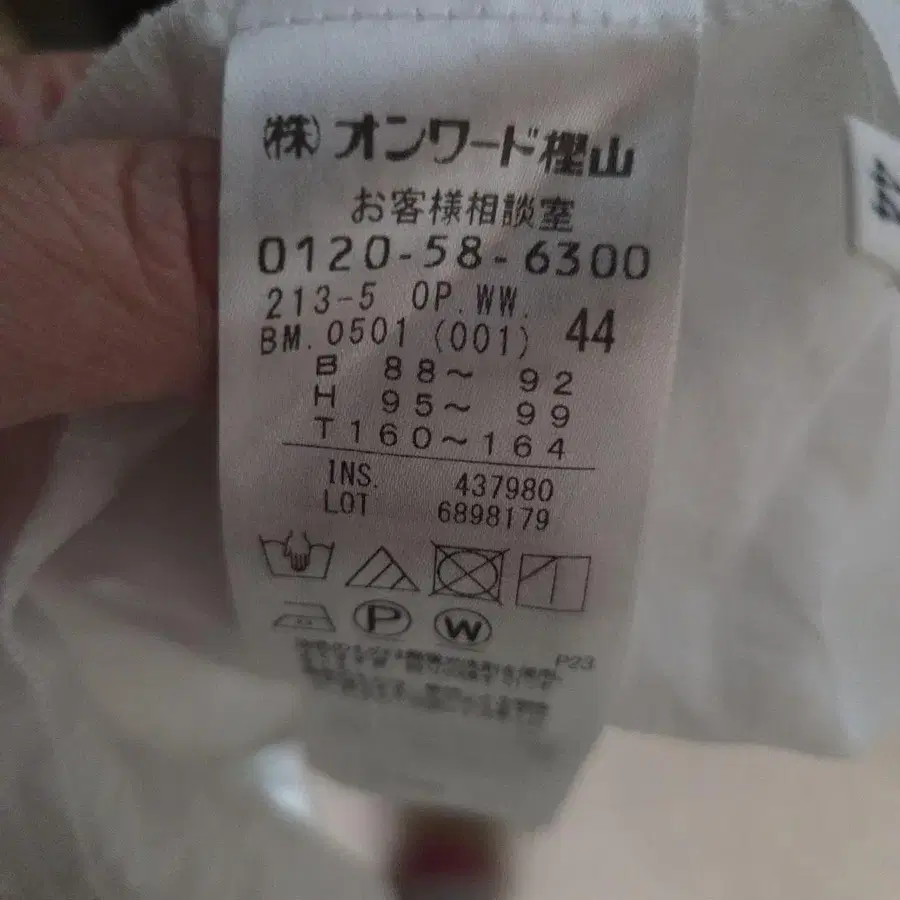 (株)オンワード樫山
お客様相談室
0120-58-6300
213-5 OP.WW.
BM.0501 (001) 44
B 88~ 92
H 95~ 99
T160~164
INS. 437980
LOT 6898179
P W
P23